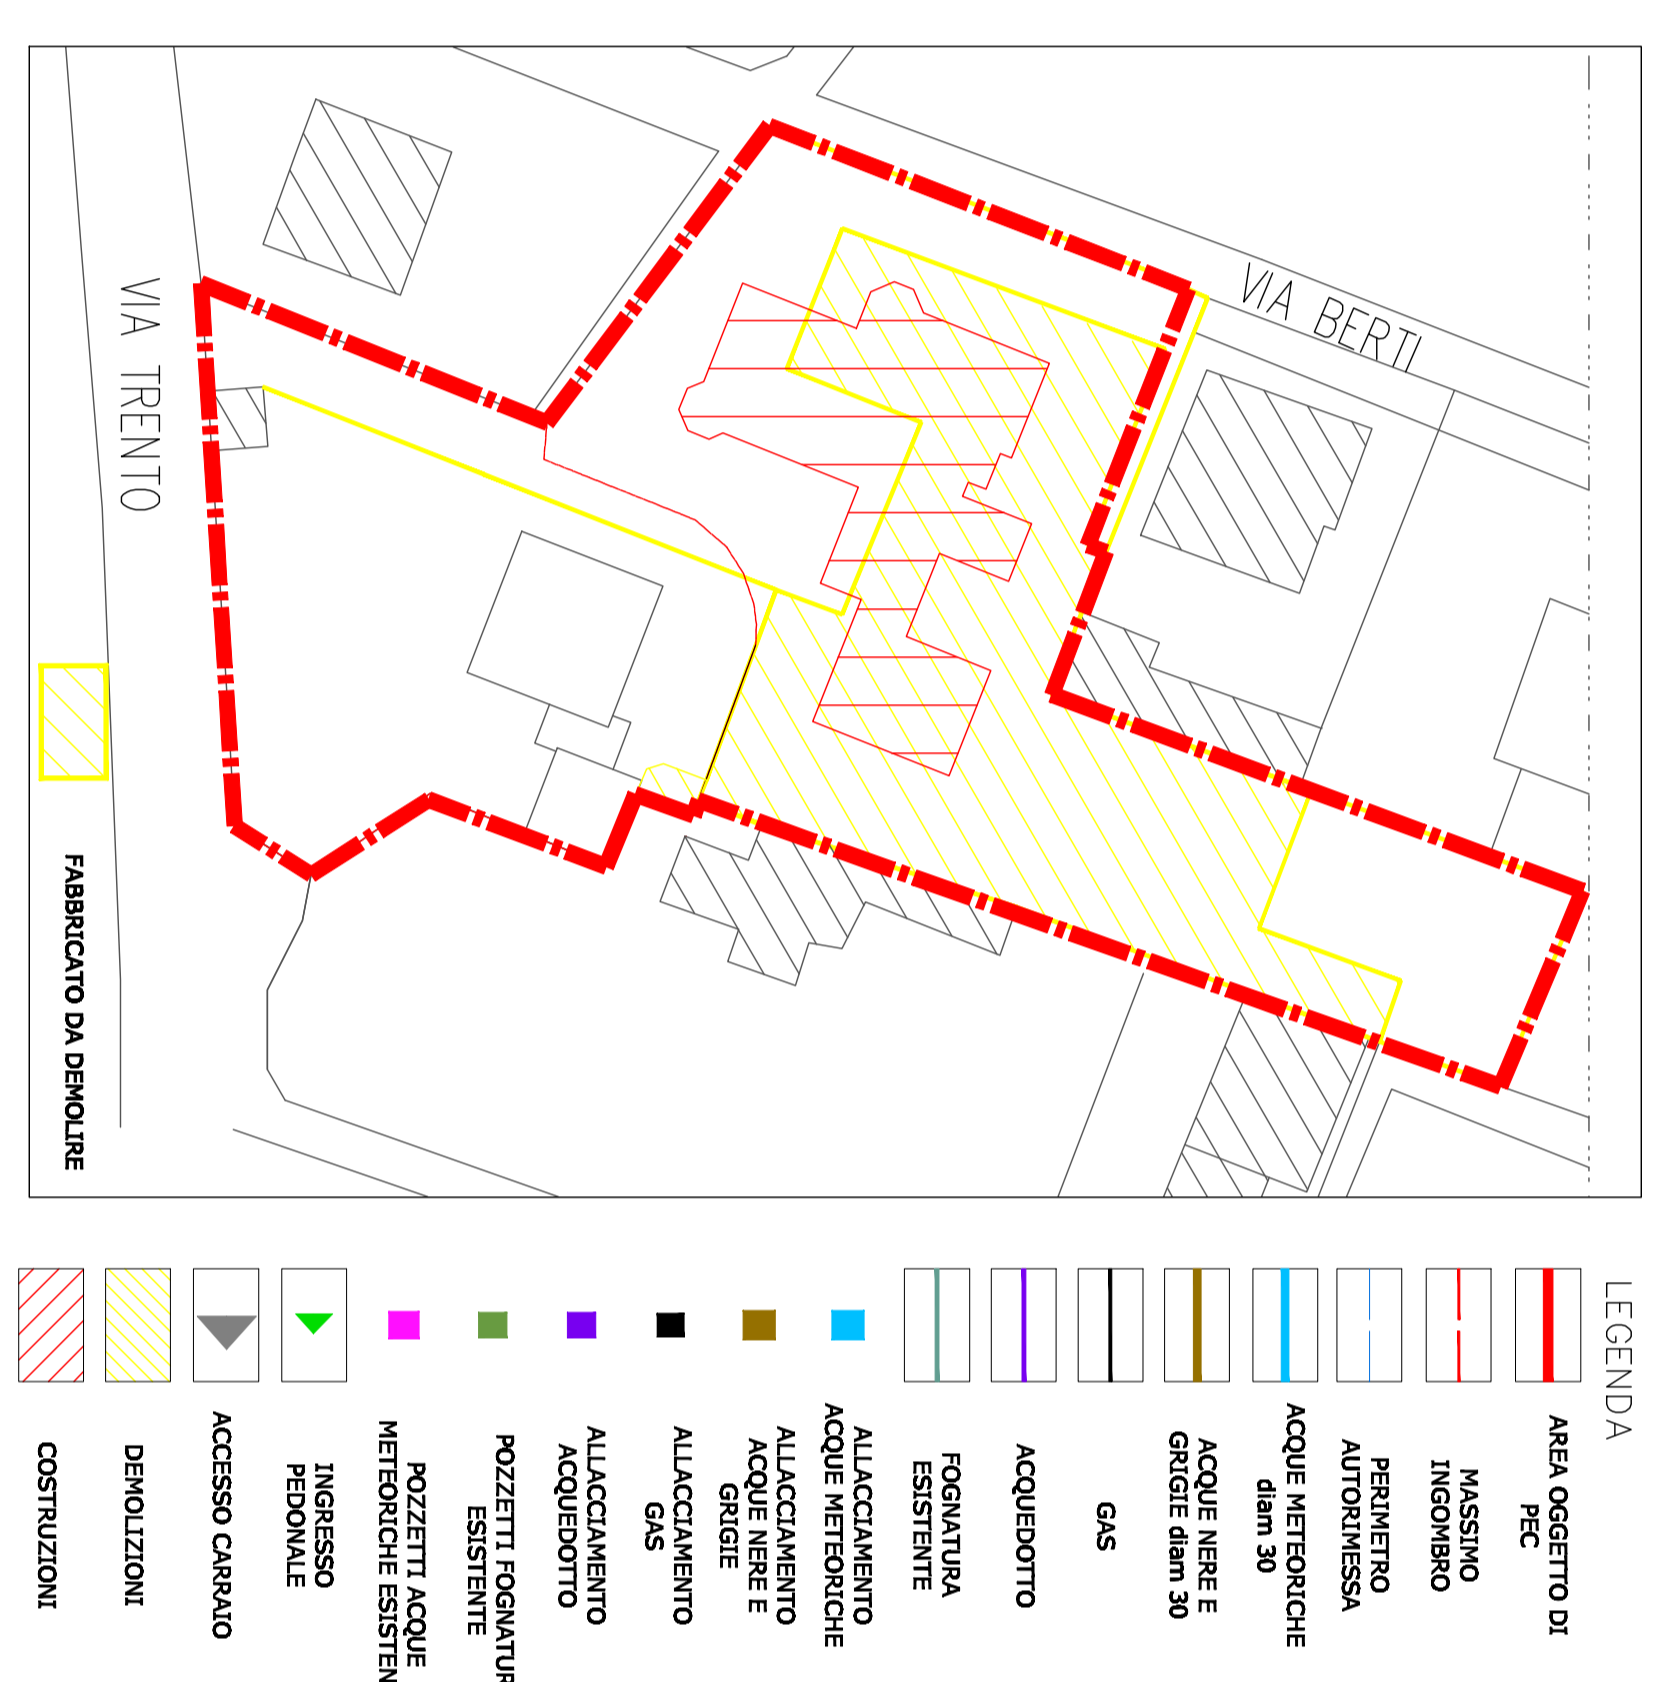 VIA BERTI
VIA TRENTO
FABBRICATO DA DEMOLIRE
LEGENDA
AREA OGGETTO DI
PEC
MASSIMO
INGOMBRO
PERIMETRO
AUTORIMESSA
ACQUE METEORICHE
diam 30
ACQUE NERE E
GRIGIE diam 30
GAS
ACQUEDOTTO
FOGNATURA
ESISTENTE
ALLACCIAMENTO
ACQUE METEORICHE
ALLACCIAMENTO
ACQUE NERE E
GRIGIE
ALLACCIAMENTO
GAS
ALLACCIAMENTO
ACQUEDOTTO
POZZETTI FOGNATUR
ESISTENTE
POZZETTI ACQUE
METEORICHE ESISTEN
INGRESSO
PEDONALE
ACCESSO CARRAIO
DEMOLIZIONI
COSTRUZIONI